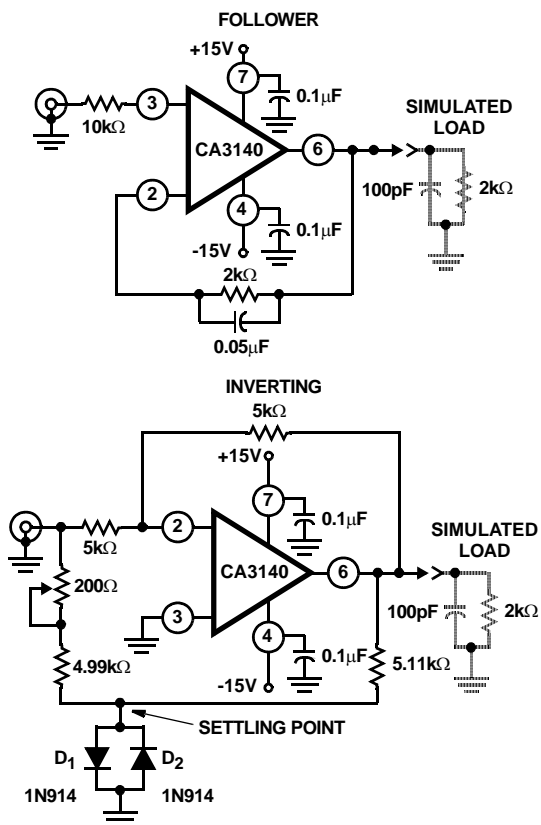 FOLLOWER
+15V
7
0.1µF
3
10kΩ
CA3140
6
SIMULATED
LOAD
100pF
2kΩ
2
4
0.1µF
-15V
2kΩ
0.05µF
INVERTING
5kΩ
+15V
7
0.1µF
5kΩ
2
CA3140
6
SIMULATED
LOAD
200Ω
3
100pF
2kΩ
4
0.1µF
4.99kΩ
5.11kΩ
-15V
SETTLING POINT
D1
D2
1N914
1N914